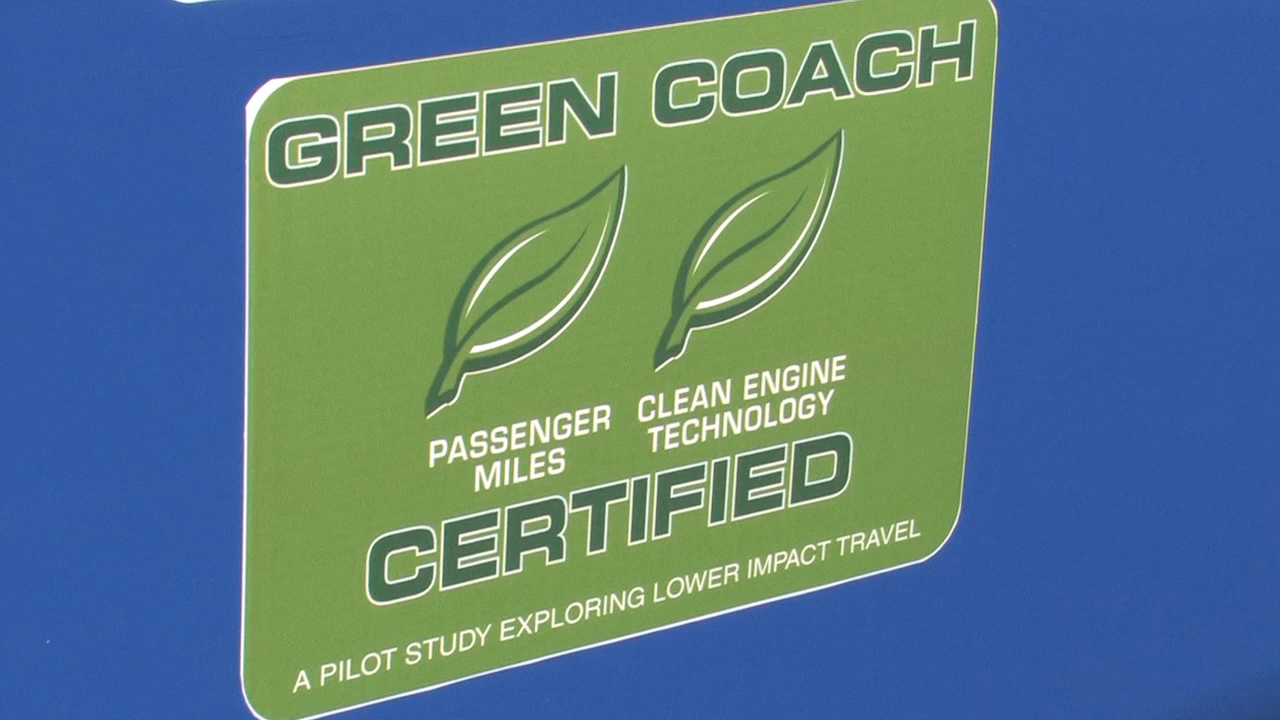 GREEN COACH
PASSENGER
MILES
CLEAN ENGINE
TECHNOLOGY
CERTIFIED
A PILOT STUDY EXPLORING LOWER IMPACT TRAVEL